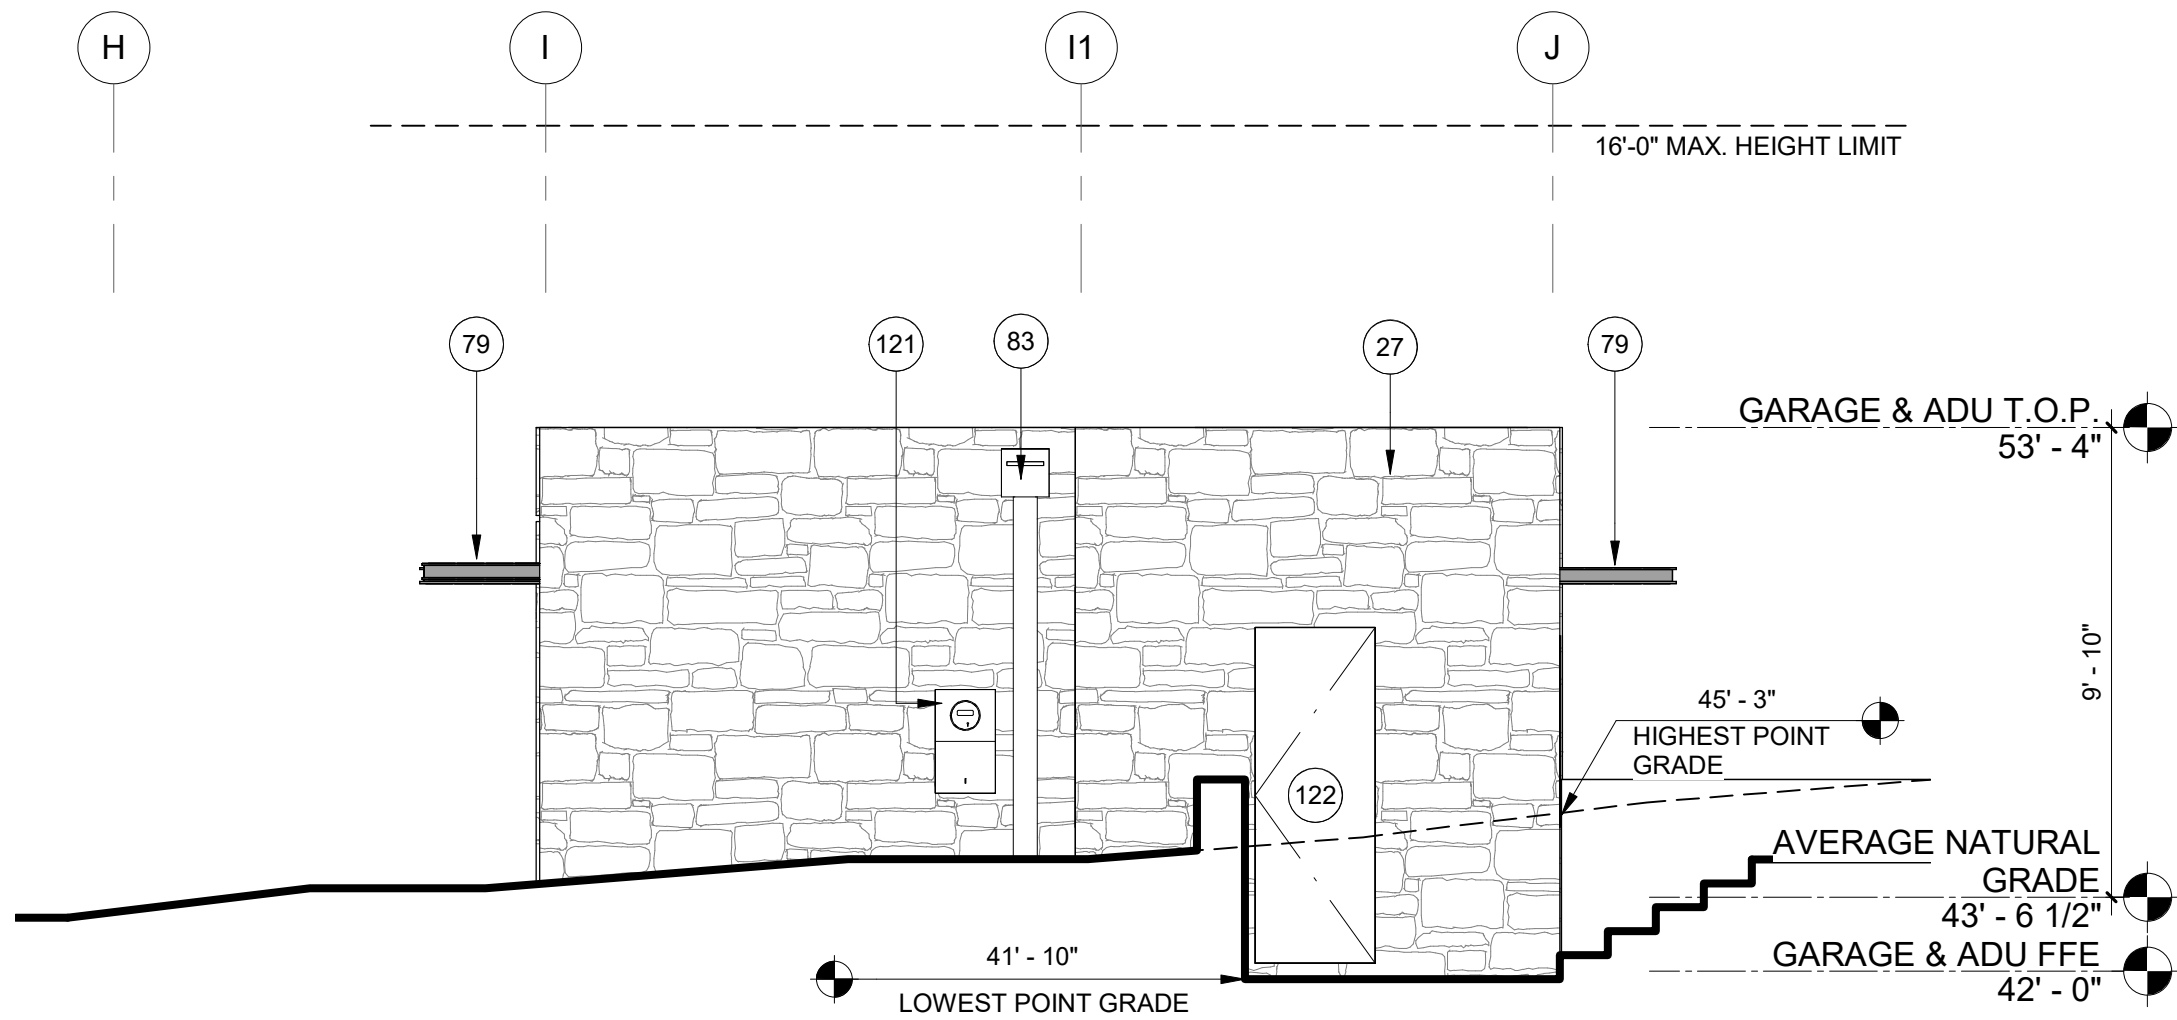 H
I
I1
J
16'-0" MAX. HEIGHT LIMIT
79
121
83
27
79
GARAGE & ADU T.O.P.
53' - 4"
9' - 10"
45' - 3"
HIGHEST POINT
GRADE
122
AVERAGE NATURAL
GRADE
43' - 6 1/2"
41' - 10"
LOWEST POINT GRADE
GARAGE & ADU FFE
42' - 0"